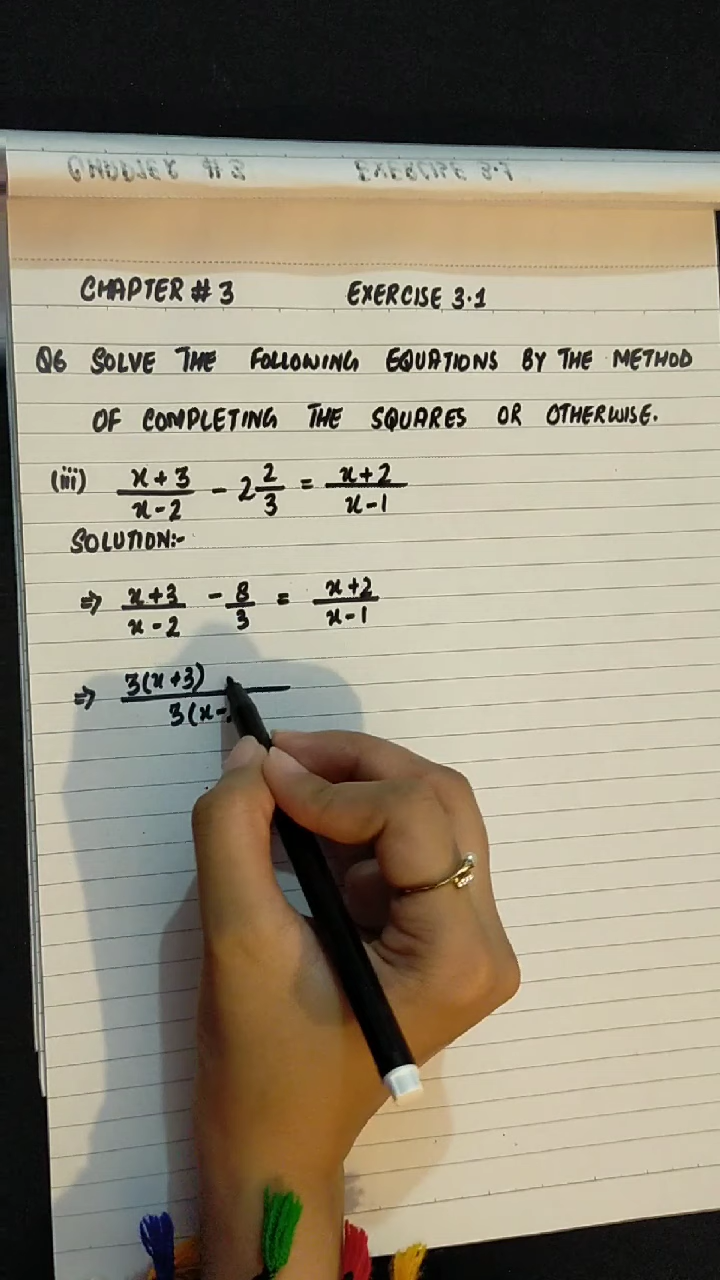 CHAPTER # 3 EXERCISE 3.1
Q6 SOLVE THE FOLLOWING EQUATIONS BY THE METHOD
OF COMPLETING THE SQUARES OR OTHERWISE.
(iii) x+3/x-2 - 2 2/3 = x+2/x-1
SOLUTION:-
⇒ x+3/x-2 - 8/3 = x+2/x-1
⇒ 3(x+3)/3(x-